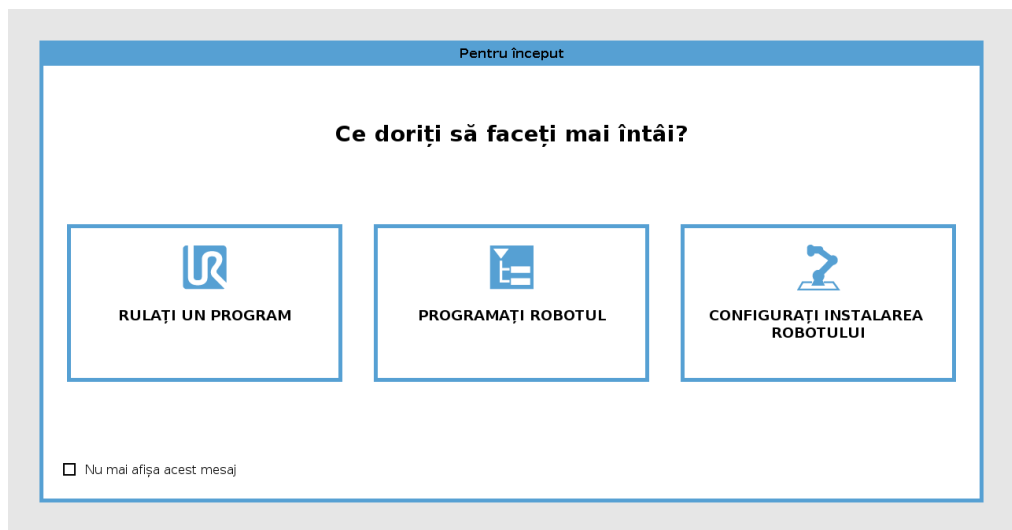 Pentru început
Ce doriți să faceți mai întâi?
RULAȚI UN PROGRAM
PROGRAMAȚI ROBOTUL
CONFIGURAȚI INSTALAREA
ROBOTULUI
Nu mai afișa acest mesaj